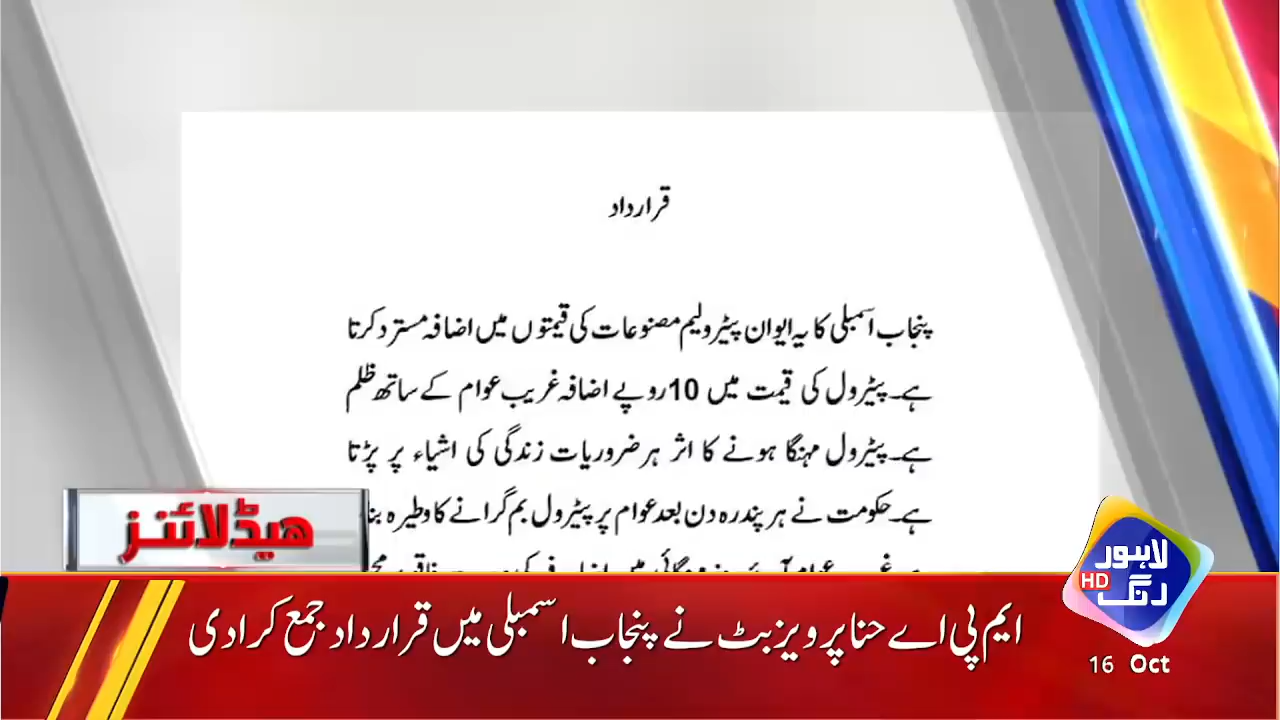 قرارداد
پنجاب اسمبلی کا یہ ایوان پیٹرولیم مصنوعات کی قیمتوں میں اضافہ مسترد کرتا
ہے۔ پیٹرول کی قیمت میں 10 روپے اضافہ غریب عوام کے ساتھ ظلم
ہے۔ پیٹرول مہنگا ہونے کا اثر ہر ضروریات زندگی کی اشیاء پر پڑتا
ہے۔ حکومت نے ہر پندرہ دن بعد عوام پر پیٹرول بم گرانے کا وطیرہ بنا
ہیڈلائنز
لاہور
رنگ HD
ایم پی اے حنا پرویز بٹ نے پنجاب اسمبلی میں قرارداد جمع کرادی
16 Oct